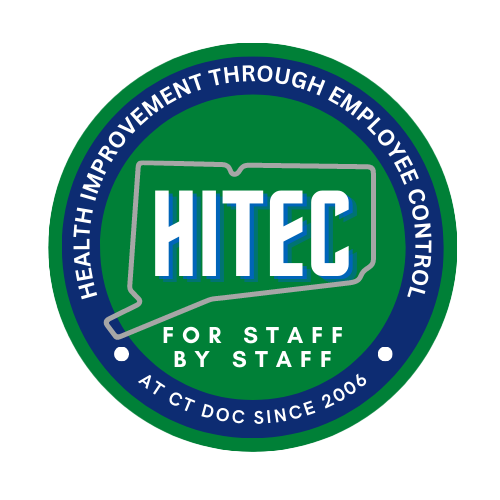 HEALTH IMPROVEMENT THROUGH EMPLOYEE CONTROL
HITEC
FOR STAFF
BY STAFF
AT CT DOC SINCE 2006